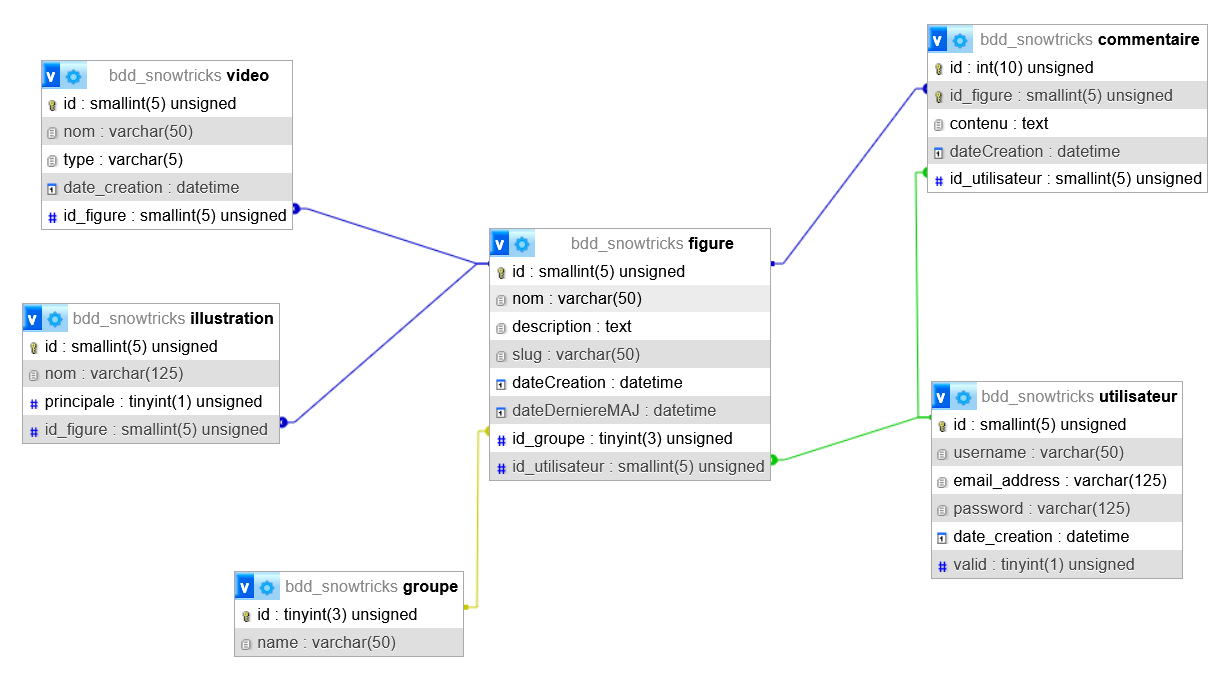 v bdd_snowtricks video
id : smallint(5) unsigned
nom : varchar(50)
type : varchar(5)
date_creation : datetime
id_figure : smallint(5) unsigned
v bdd_snowtricks illustration
id : smallint(5) unsigned
nom : varchar(125)
principale : tinyint(1) unsigned
id_figure : smallint(5) unsigned
v bdd_snowtricks groupe
id : tinyint(3) unsigned
name : varchar(50)
v bdd_snowtricks figure
id : smallint(5) unsigned
nom : varchar(50)
description : text
slug : varchar(50)
dateCreation : datetime
dateDerniereMAJ : datetime
id_groupe : tinyint(3) unsigned
id_utilisateur : smallint(5) unsigned
v bdd_snowtricks commentaire
id : int(10) unsigned
id_figure : smallint(5) unsigned
contenu : text
dateCreation : datetime
id_utilisateur : smallint(5) unsigned
v bdd_snowtricks utilisateur
id : smallint(5) unsigned
username : varchar(50)
email_address : varchar(125)
password : varchar(125)
date_creation : datetime
valid : tinyint(1) unsigned